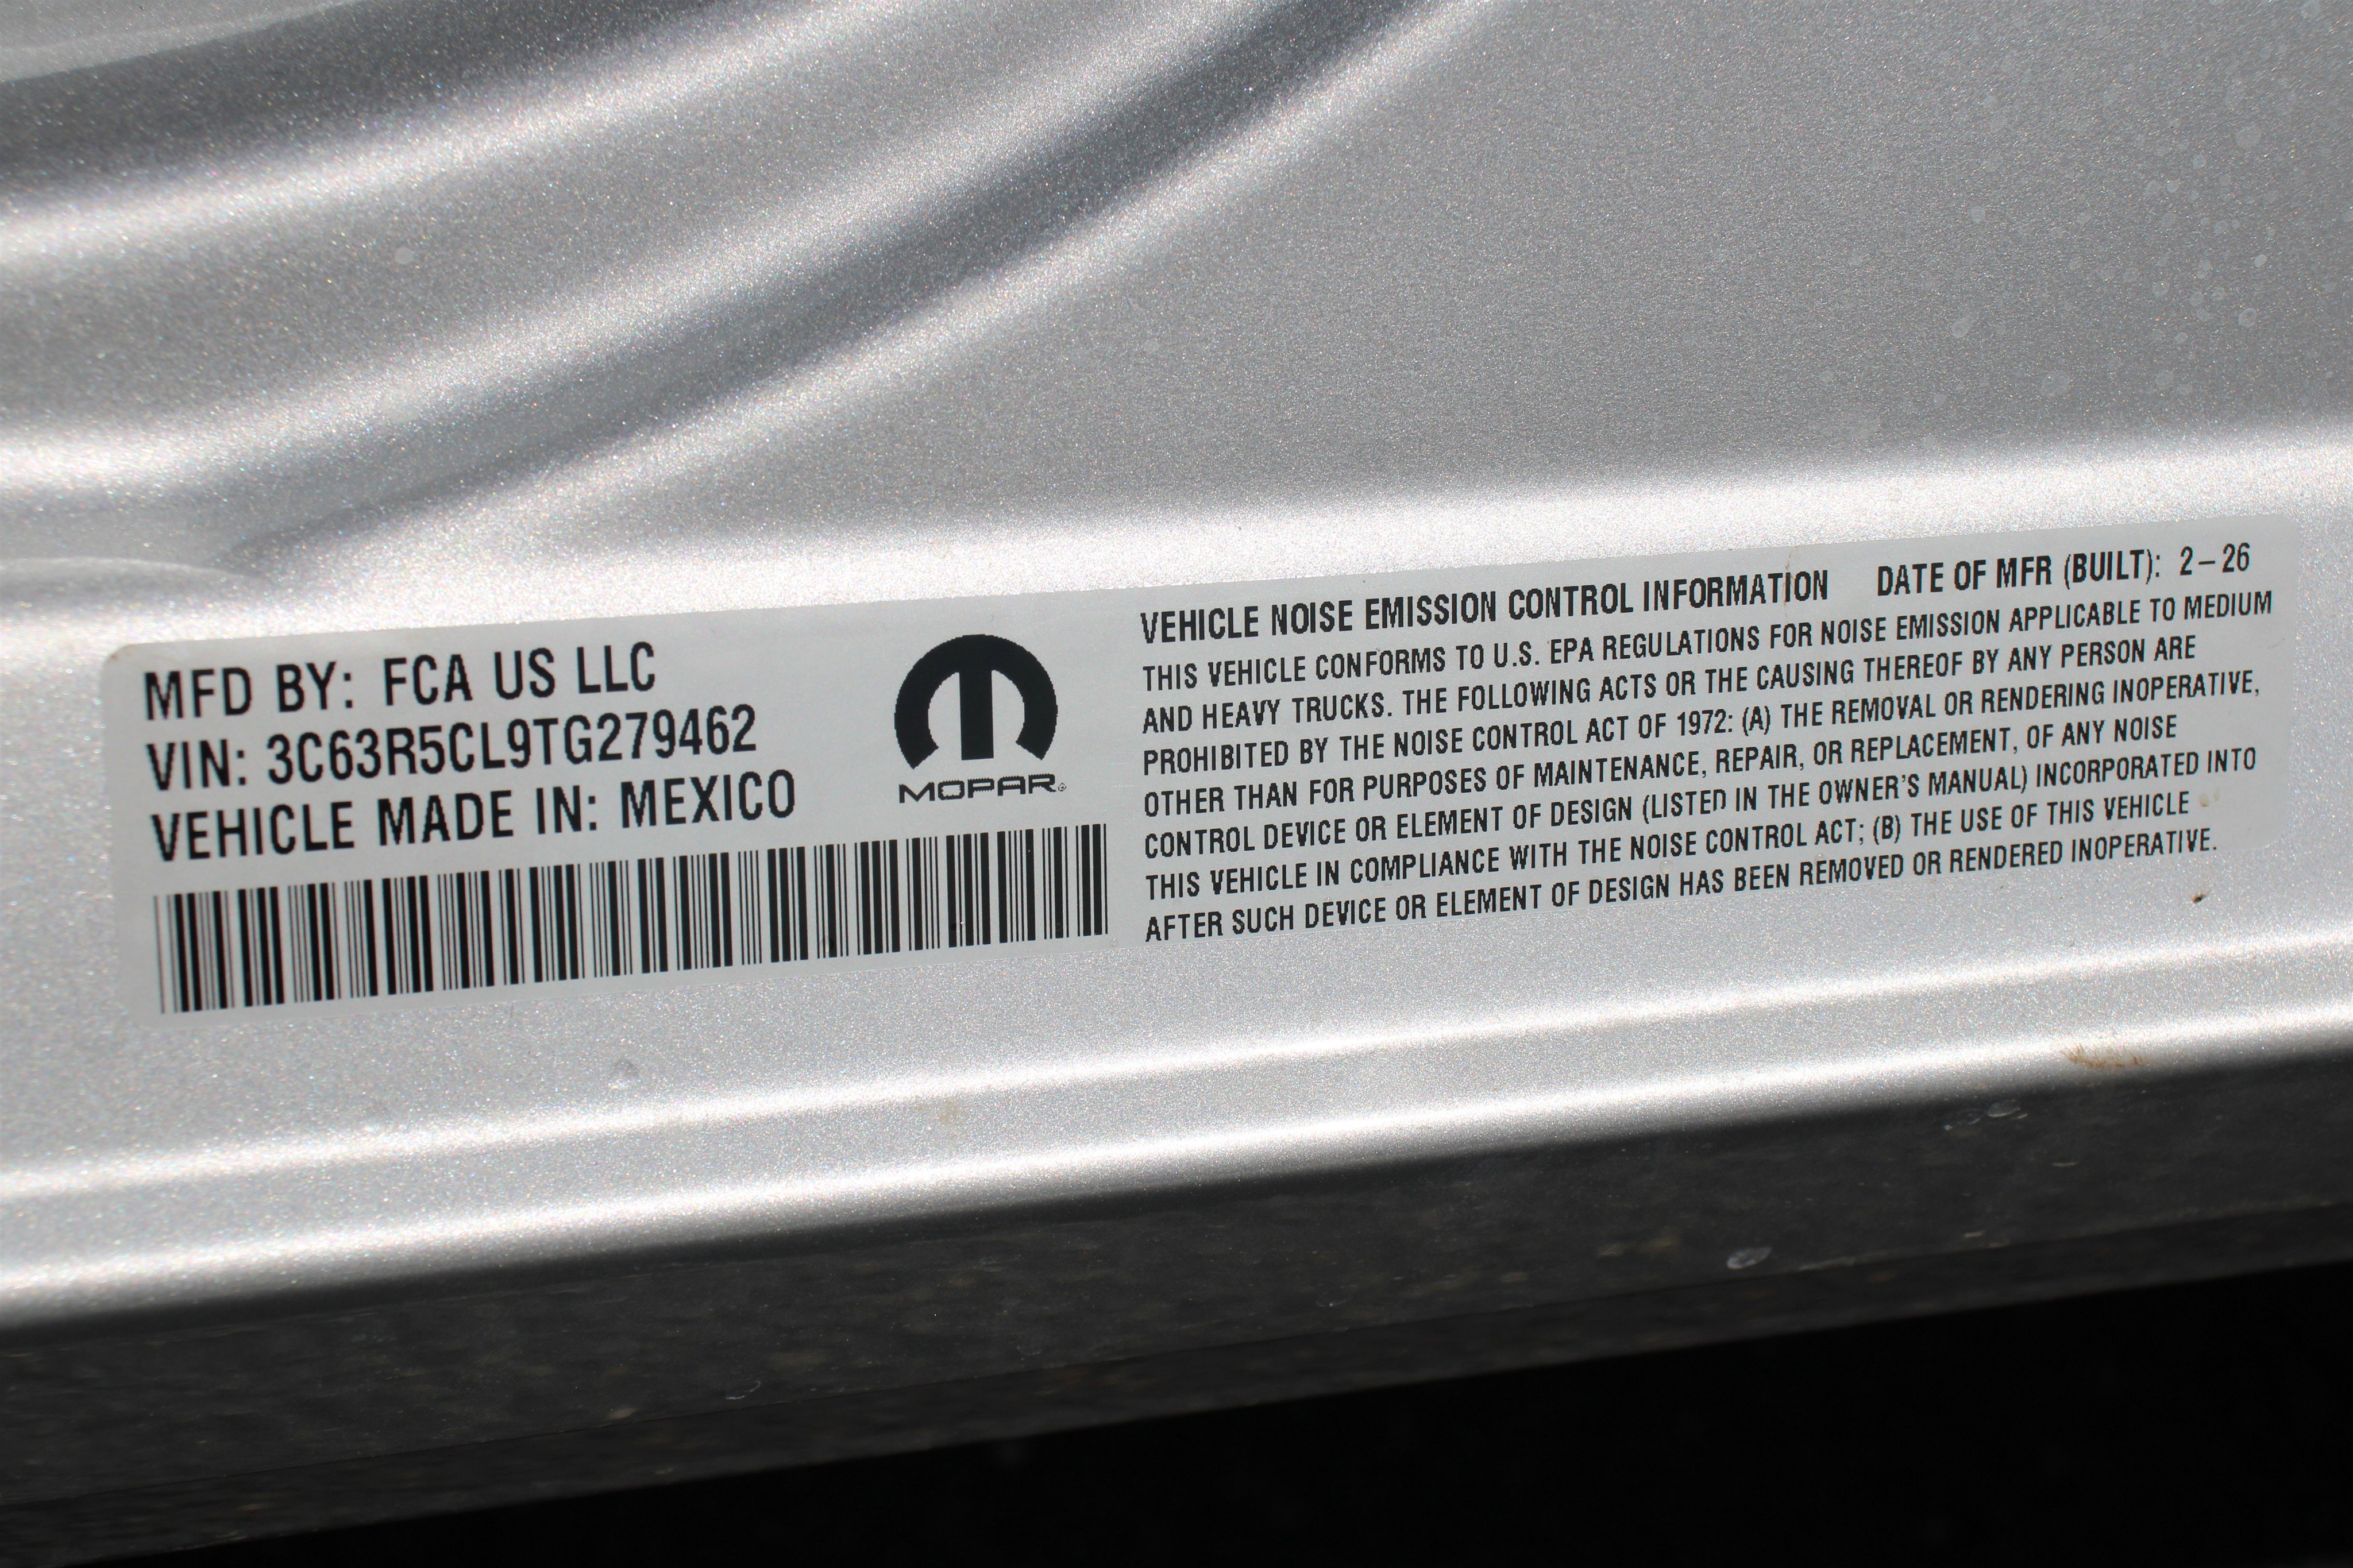 MFD BY: FCA US LLC
VIN: 3C63R5CL9TG279462
VEHICLE MADE IN: MEXICO
MOPAR®
VEHICLE NOISE EMISSION CONTROL INFORMATION DATE OF MFR (BUILT): 2-26
THIS VEHICLE CONFORMS TO U.S. EPA REGULATIONS FOR NOISE EMISSION APPLICABLE TO MEDIUM
AND HEAVY TRUCKS. THE FOLLOWING ACTS OR THE CAUSING THEREOF BY ANY PERSON ARE
PROHIBITED BY THE NOISE CONTROL ACT OF 1972: (A) THE REMOVAL OR RENDERING INOPERATIVE,
OTHER THAN FOR PURPOSES OF MAINTENANCE, REPAIR, OR REPLACEMENT, OF ANY NOISE
CONTROL DEVICE OR ELEMENT OF DESIGN (LISTED IN THE OWNER'S MANUAL) INCORPORATED INTO
THIS VEHICLE IN COMPLIANCE WITH THE NOISE CONTROL ACT; (B) THE USE OF THIS VEHICLE
AFTER SUCH DEVICE OR ELEMENT OF DESIGN HAS BEEN REMOVED OR RENDERED INOPERATIVE.